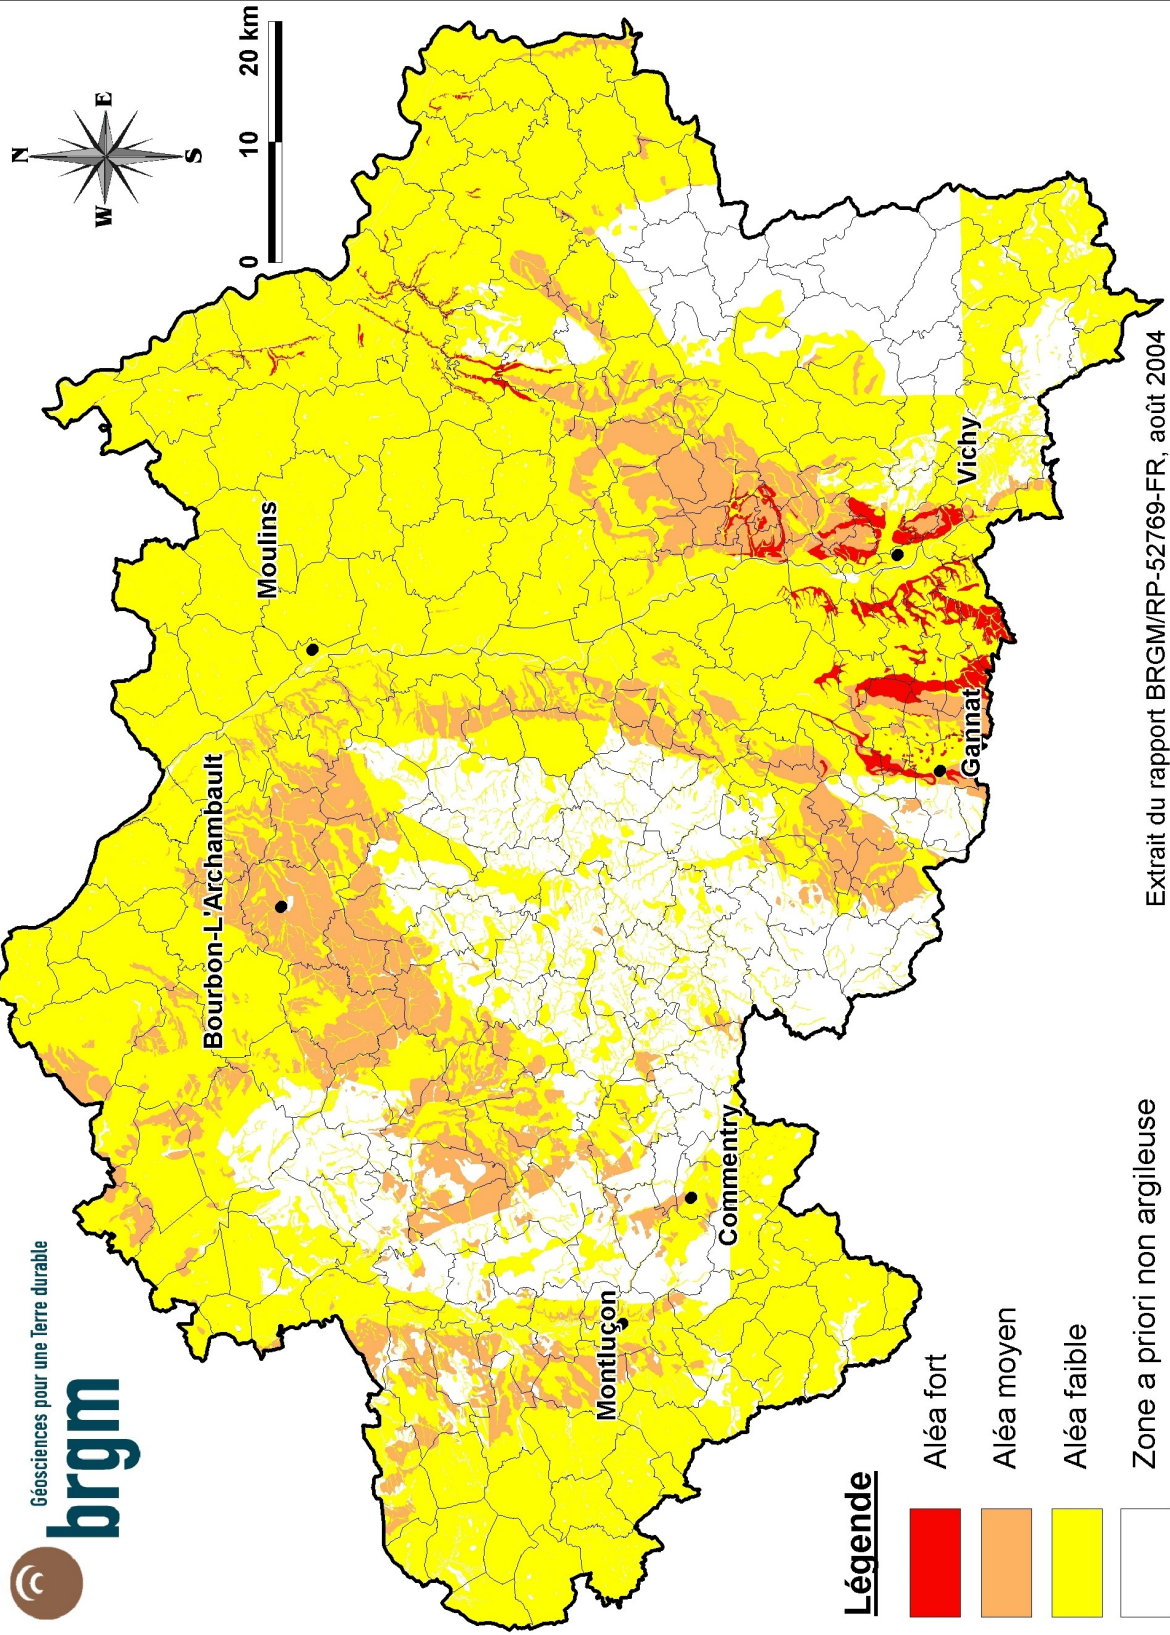 Géosciences pour une Terre durable
brgm
N
W
E
S
0
10
20 km
Moulins
Bourbon-L'Archambault
Vichy
Gannat
Commentry
Montluçon
Légende
Aléa fort
Aléa moyen
Aléa faible
Zone a priori non argileuse
Extrait du rapport BRGM/RP-52769-FR, août 2004